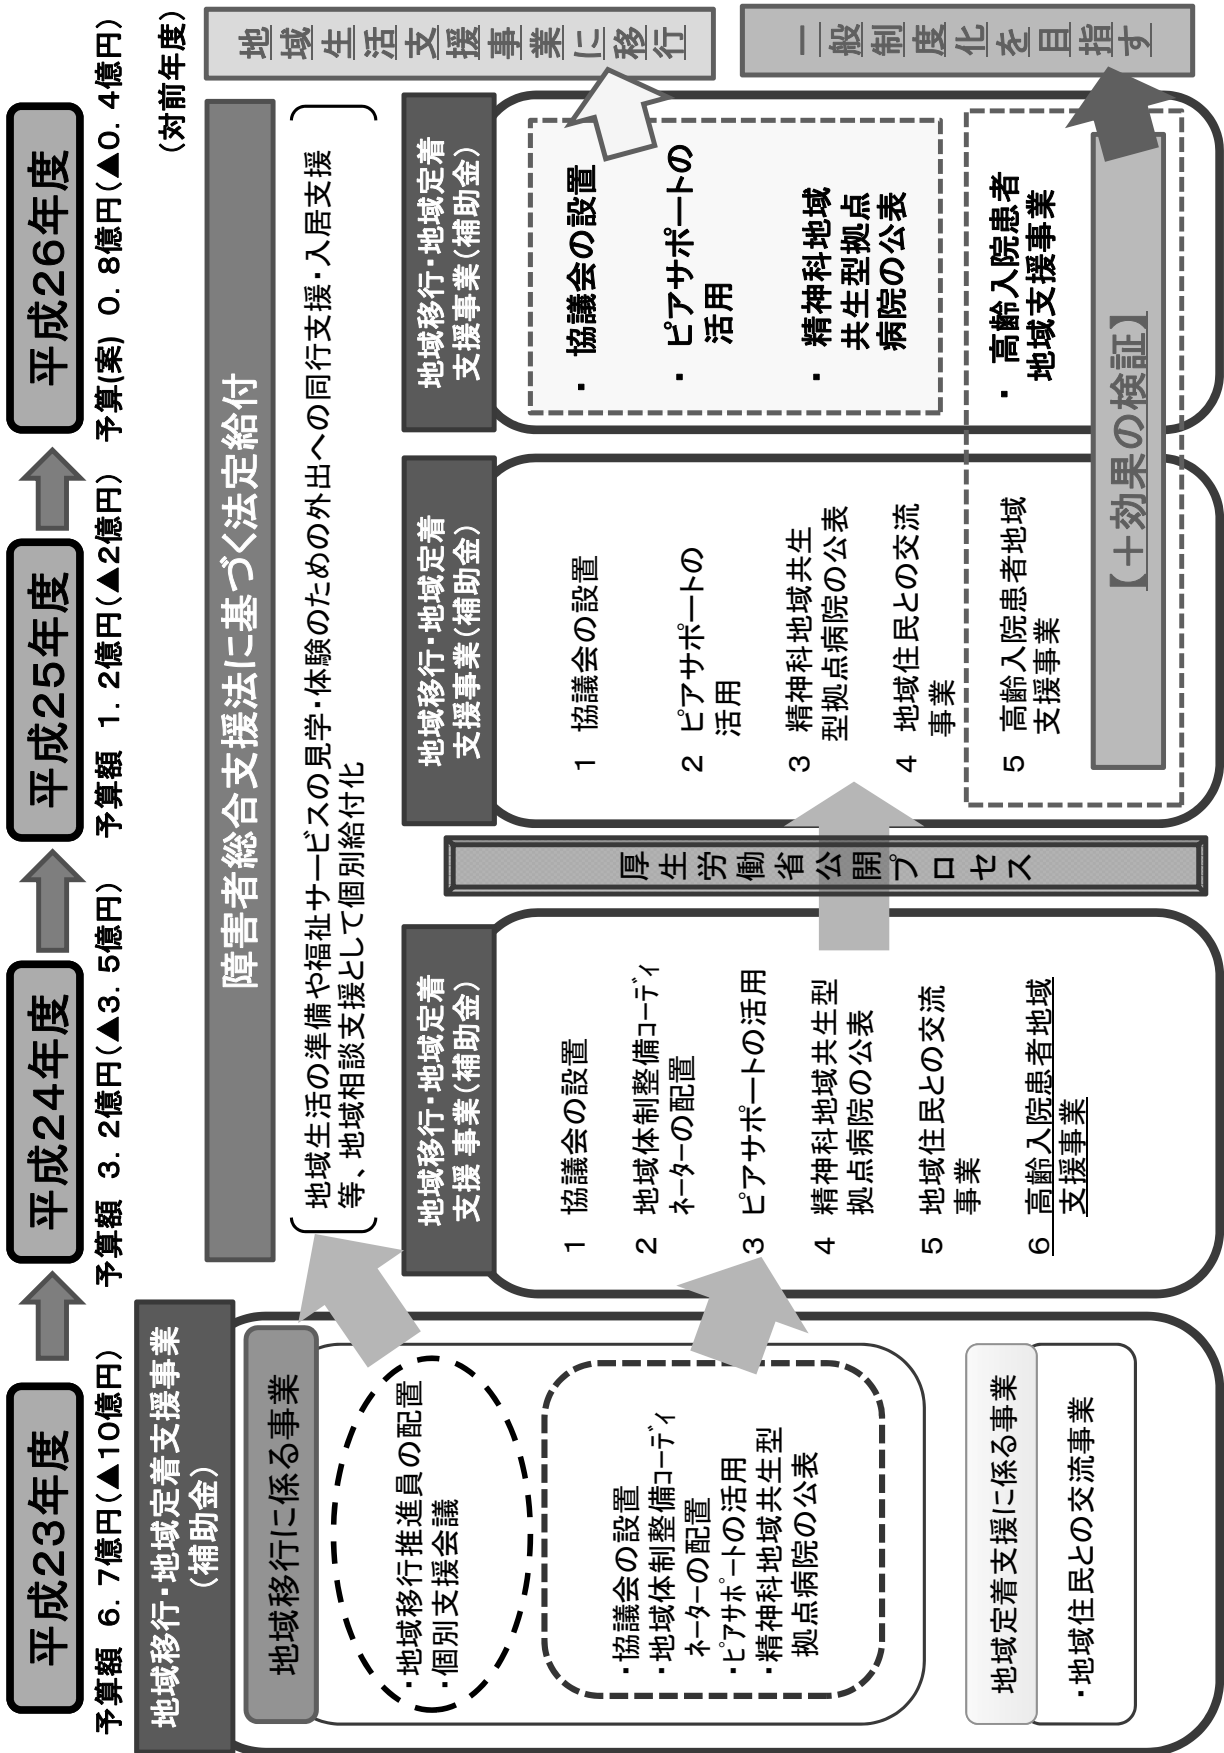 平成23年度
平成24年度
平成25年度
平成26年度
予算額 6.7億円(▲10億円)
予算額 3.2億円(▲3.5億円)
予算額 1.2億円(▲2億円)
予算(案) 0.8億円(▲0.4億円)
(対前年度)
地域移行・地域定着支援事業
(補助金)
地域移行に係る事業
・地域移行推進員の配置
・個別支援会議
・協議会の設置
・地域体制整備ｺｰﾃﾞｨ
ﾈｰﾀｰの配置
・ﾋﾟｱｻﾎﾟｰﾄの活用
・精神科地域共生型
拠点病院の公表
地域定着支援に係る事業
・地域住民との交流事業
障害者総合支援法に基づく法定給付
地域生活の準備や福祉サービスの見学・体験のための外出への同行支援・入居支援
等、地域相談支援として個別給付化
地域移行・地域定着
支援 事業(補助金)
1 協議会の設置
2 地域体制整備ｺｰﾃﾞｨ
ﾈｰﾀｰの配置
3 ピアサポートの活用
4 精神科地域共生型
拠点病院の公表
5 地域住民との交流
事業
6 高齢入院患者地域
支援事業
厚生労働省公開プロセス
地域移行・地域定着
支援事業(補助金)
1 協議会の設置
2 ピアサポートの
活用
3 精神科地域共生
型拠点病院の公表
4 地域住民との交流
事業
5 高齢入院患者地域
支援事業
地域移行・地域定着
支援事業(補助金)
・ 協議会の設置
・ ピアサポートの
活用
・ 精神科地域
共生型拠点
病院の公表
・ 高齢入院患者
地域支援事業
【＋効果の検証】
地域生活支援事業に移行
一般制度化を目指す